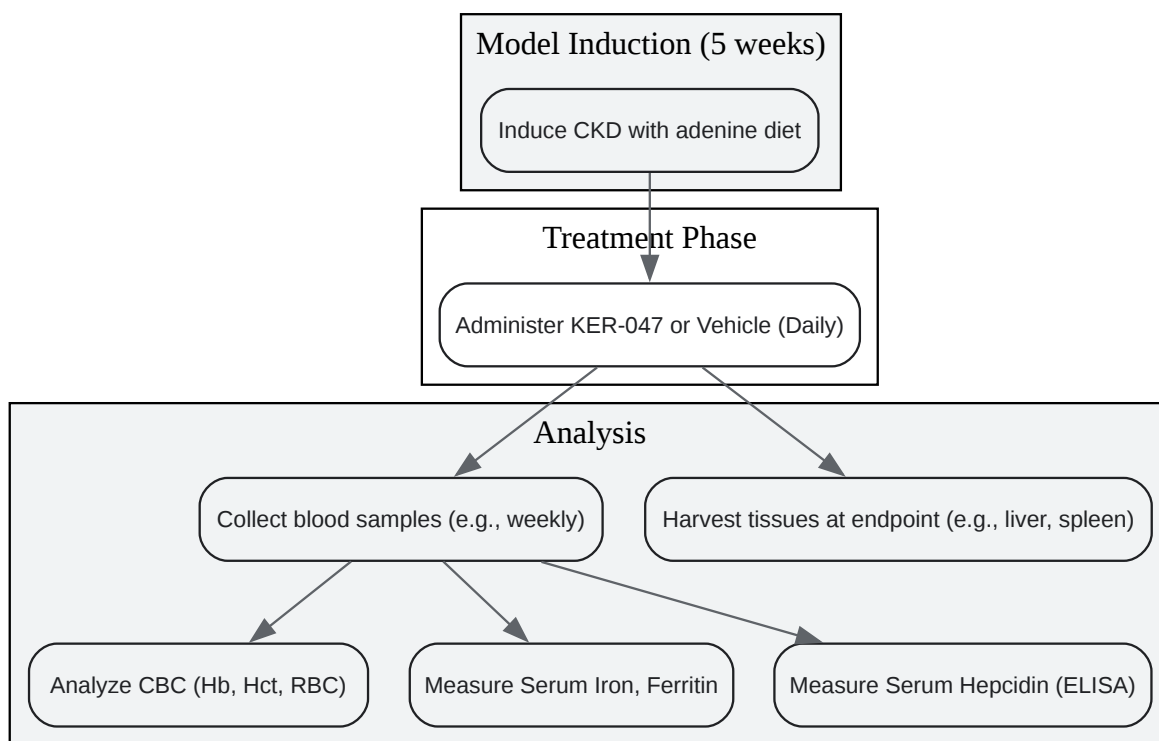 Model Induction (5 weeks)
Induce CKD with adenine diet
Treatment Phase
Administer KER-047 or Vehicle (Daily)
Analysis
Collect blood samples (e.g., weekly)
Harvest tissues at endpoint (e.g., liver, spleen)
Analyze CBC (Hb, Hct, RBC)
Measure Serum Iron, Ferritin
Measure Serum Hepcidin (ELISA)